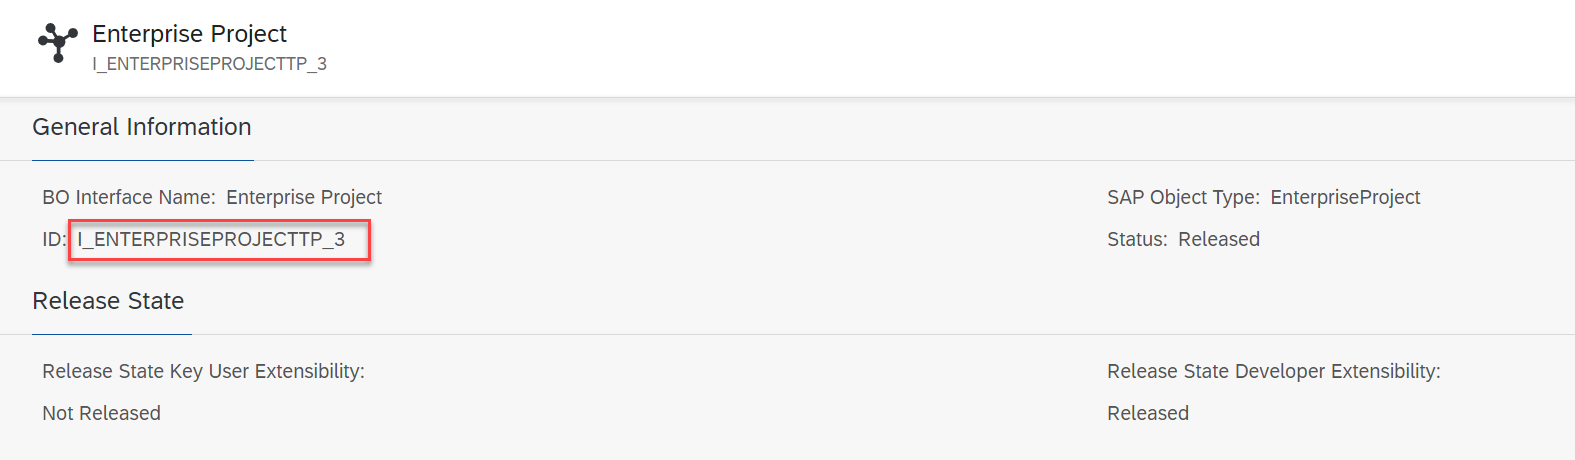 Enterprise Project
I_ENTERPRISEPROJECTTP_3
General Information
BO Interface Name: Enterprise Project
SAP Object Type: EnterpriseProject
ID: I_ENTERPRISEPROJECTTP_3
Status: Released
Release State
Release State Key User Extensibility:
Release State Developer Extensibility:
Not Released
Released